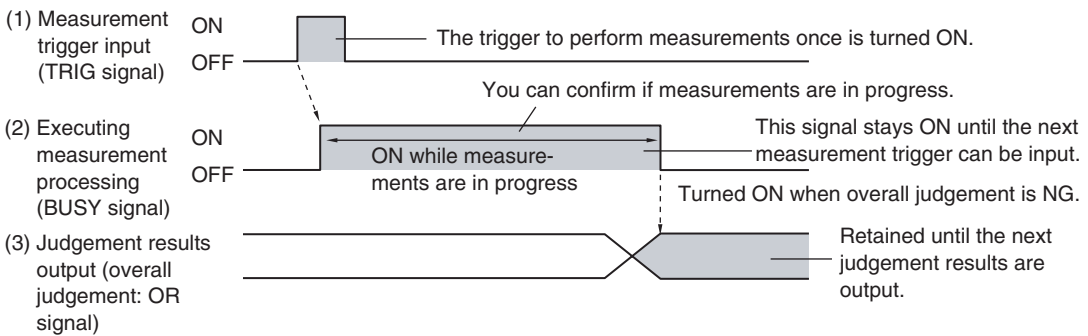 (1) Measurement
trigger input
(TRIG signal)
ON
OFF
The trigger to perform measurements once is turned ON.
You can confirm if measurements are in progress.
(2) Executing
measurement
processing
(BUSY signal)
ON
OFF
ON while measure-
ments are in progress
This signal stays ON until the next
measurement trigger can be input.
Turned ON when overall judgement is NG.
(3) Judgement results
output (overall
judgement: OR
signal)
Retained until the next
judgement results are
output.